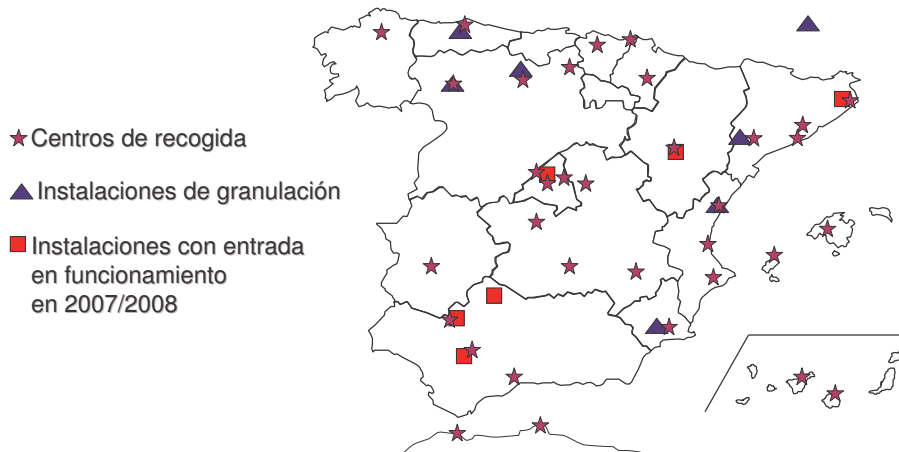 Centros de recogida
Instalaciones de granulación
Instalaciones con entrada
en funcionamiento
en 2007/2008